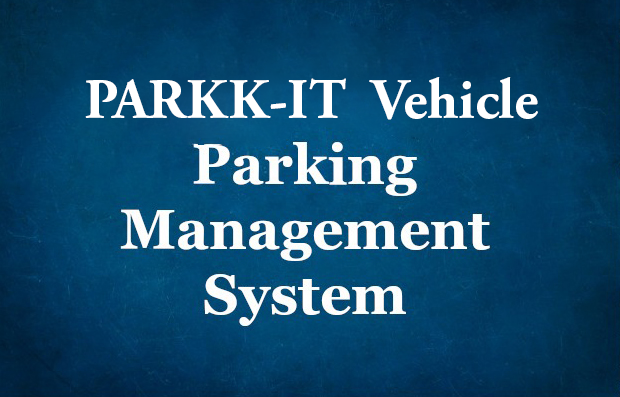 PARKK-IT Vehicle
Parking
Management
System